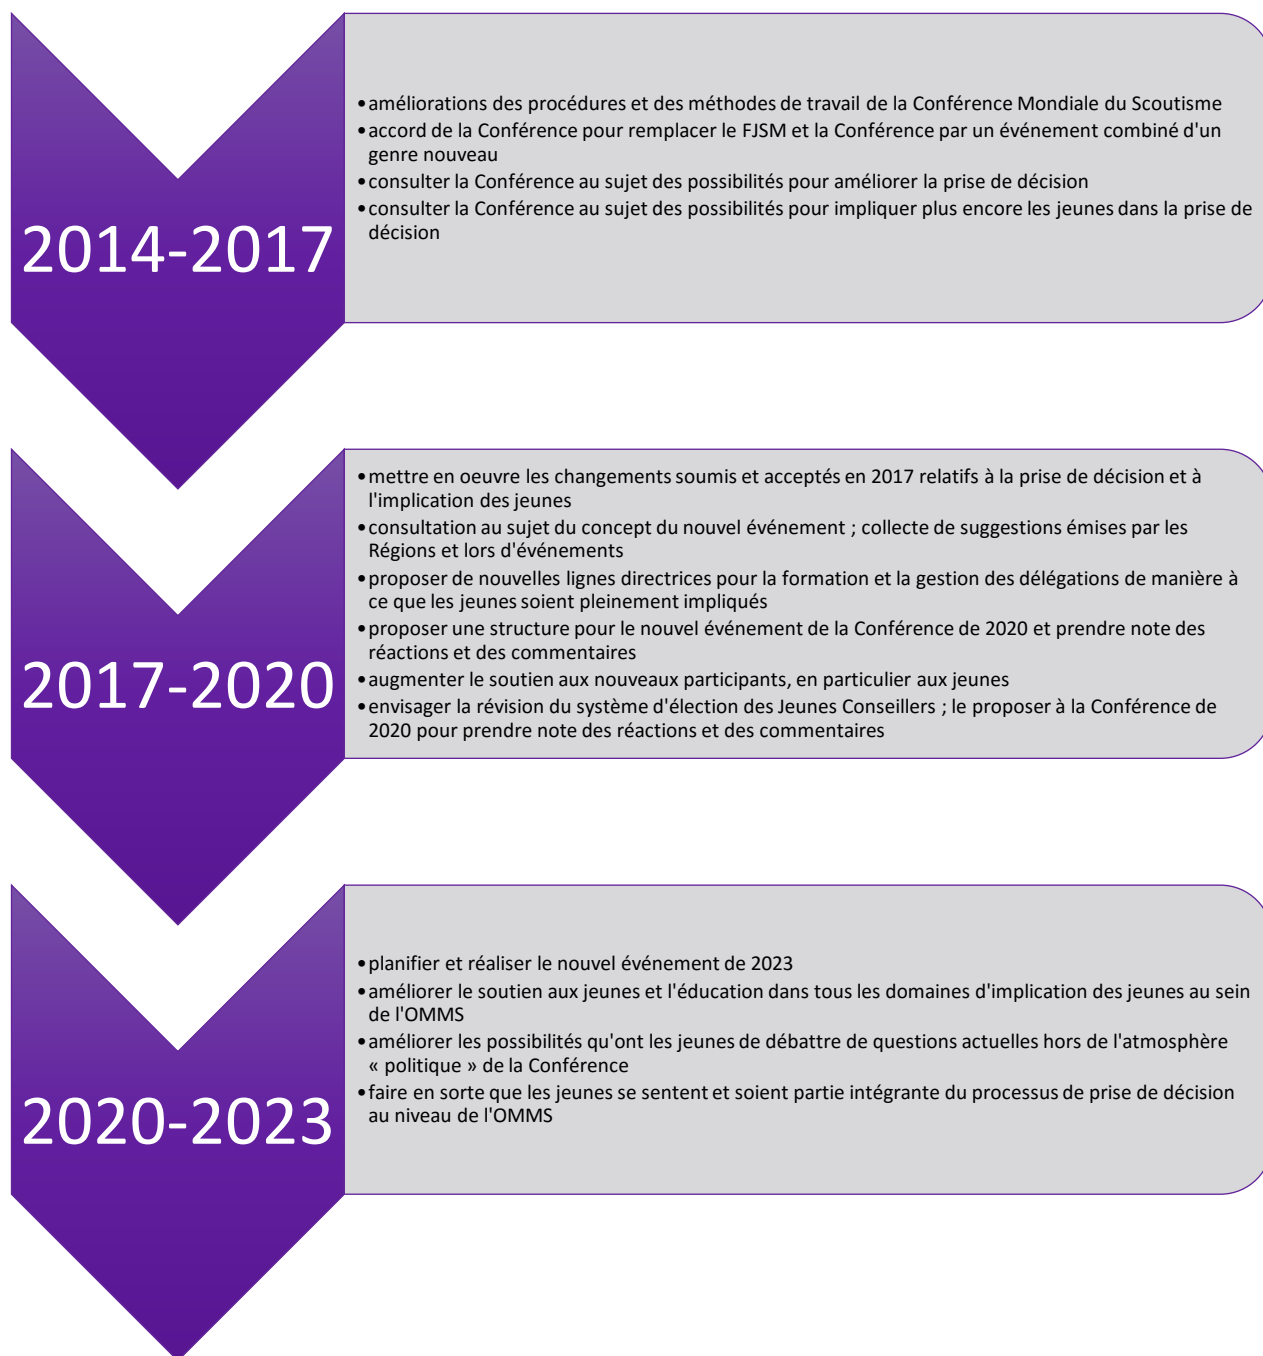 2014-2017
•améliorations des procédures et des méthodes de travail de la Conférence Mondiale du Scoutisme
•accord de la Conférence pour remplacer le FJSM et la Conférence par un événement combiné d'un
genre nouveau
•consulter la Conférence au sujet des possibilités pour améliorer la prise de décision
•consulter la Conférence au sujet des possibilités pour impliquer plus encore les jeunes dans la prise de
décision
2017-2020
•mettre en oeuvre les changements soumis et acceptés en 2017 relatifs à la prise de décision et à
l'implication des jeunes
•consultation au sujet du concept du nouvel événement ; collecte de suggestions émises par les
Régions et lors d'événements
•proposer de nouvelles lignes directrices pour la formation et la gestion des délégations de manière à
ce que les jeunes soient pleinement impliqués
•proposer une structure pour le nouvel événement de la Conférence de 2020 et prendre note des
réactions et des commentaires
•augmenter le soutien aux nouveaux participants, en particulier aux jeunes
•envisager la révision du système d'élection des Jeunes Conseillers ; le proposer à la Conférence de
2020 pour prendre note des réactions et des commentaires
2020-2023
•planifier et réaliser le nouvel événement de 2023
•améliorer le soutien aux jeunes et l'éducation dans tous les domaines d'implication des jeunes au sein
de l'OMMS
•améliorer les possibilités qu'ont les jeunes de débattre de questions actuelles hors de l'atmosphère
« politique » de la Conférence
•faire en sorte que les jeunes se sentent et soient partie intégrante du processus de prise de décision
au niveau de l'OMMS